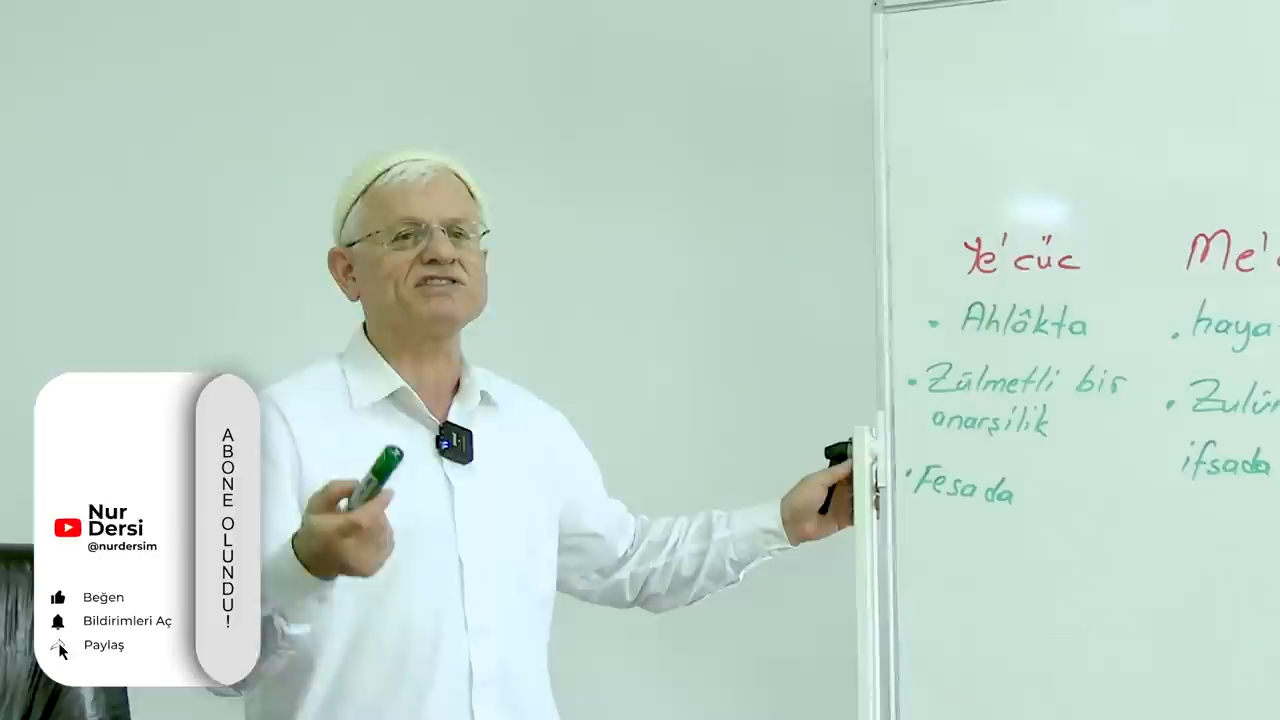 Ye'cüc
Me'
• Ahlâkta
• haya
• Zülmetli bir
anarşilik
• Zulüm
ifsada
• Fesada
ABONE OLUNDU!
Nur
Dersi
@nurdersim
Beğen
Bildirimleri Aç
Paylaş